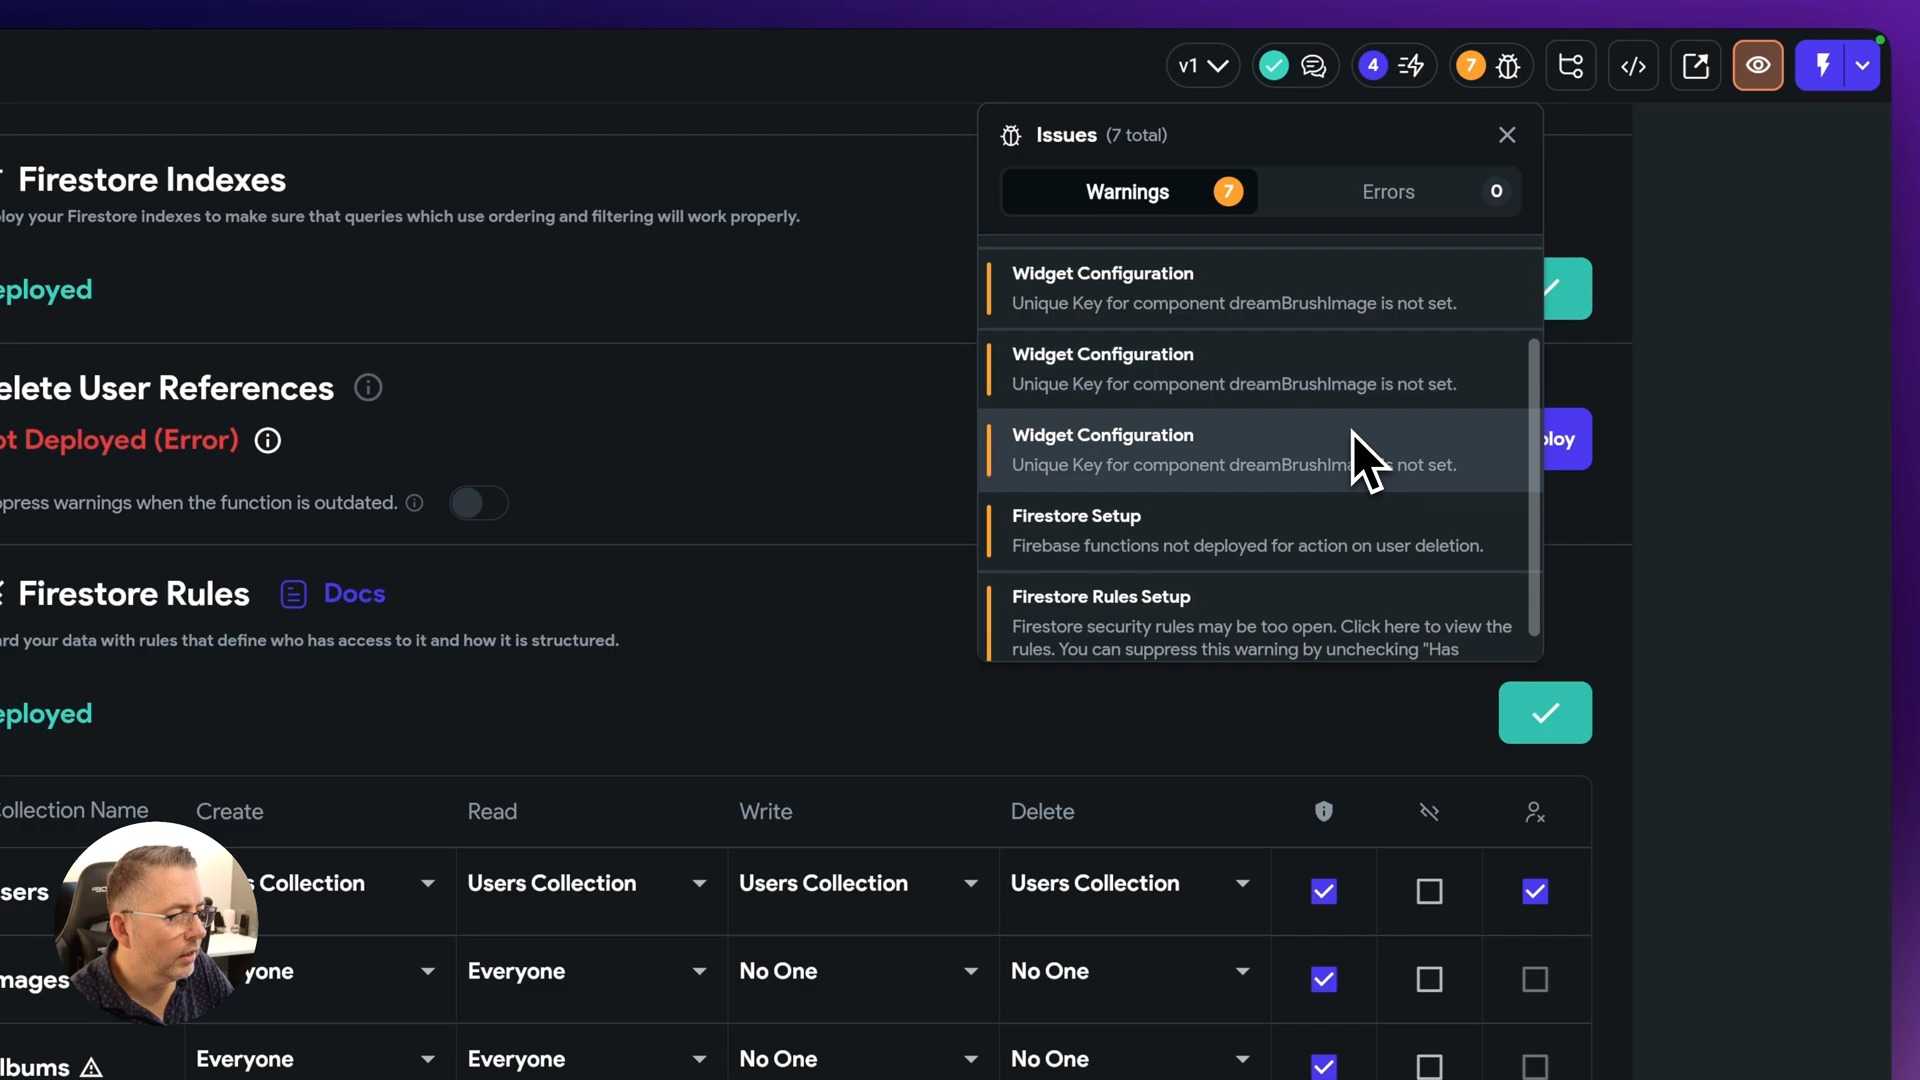 v1
4
7
Issues (7 total)
Warnings 7
Errors 0
Widget Configuration
Unique Key for component dreamBrushImage is not set.
Widget Configuration
Unique Key for component dreamBrushImage is not set.
Widget Configuration
Unique Key for component not set.
Firestore Setup
Firebase functions not deployed for action on user deletion.
Firestore Rules Setup
Firestore security rules may be too open. Click here to view the
rules. You can suppress this warning by unchecking "Has
Firestore Indexes
loy your Firestore indexes to make sure that queries which use ordering and filtering will work properly.
eployed
elete User References
ot Deployed (Error)
loy
press warnings when the function is outdated.
Firestore Rules Docs
ard your data with rules that define who has access to it and how it is structured.
eployed
ollection Name Create Read Write Delete
sers s Collection Users Collection Users Collection Users Collection
mages yone Everyone No One No One
lbums Everyone Everyone No One No One